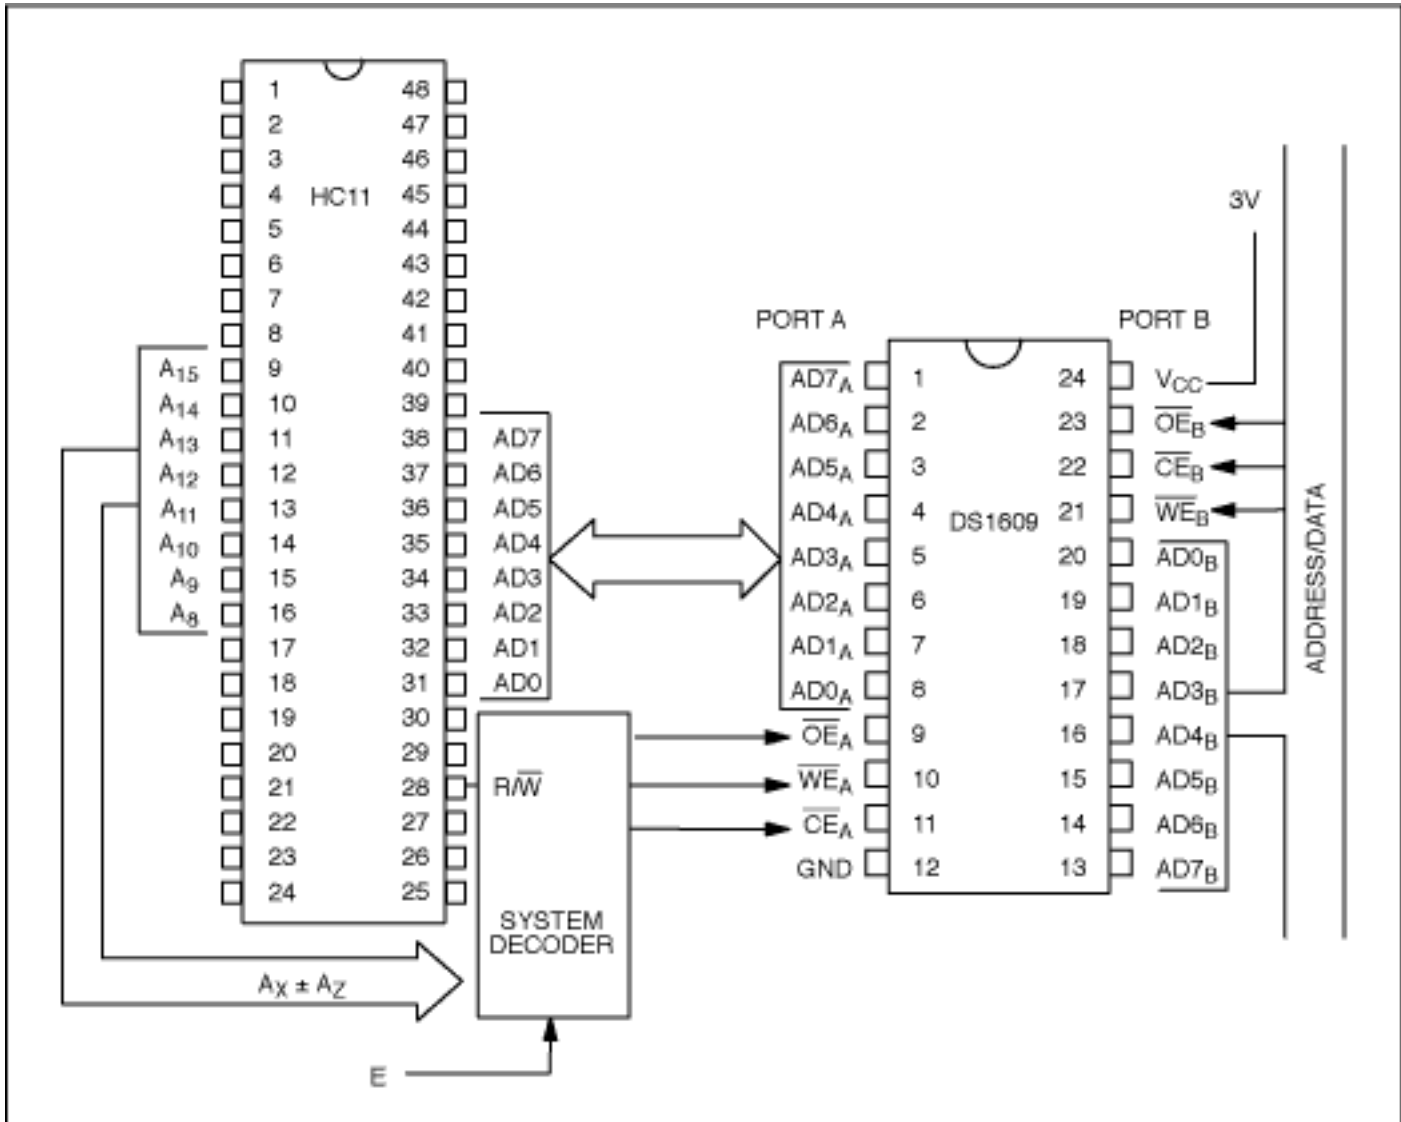 HC11
1 48
2 47
3 46
4 45
5 44
6 43
7 42
8 41
A15 9 40
A14 10 39
A13 11 38 AD7
A12 12 37 AD6
A11 13 36 AD5
A10 14 35 AD4
A9 15 34 AD3
A8 16 33 AD2
17 32 AD1
18 31 AD0
19 30
20 29
21 28 R/W̅
22 27
23 26
24 25
SYSTEM
DECODER
AX ± AZ
E
3V
PORT A PORT B
DS1609
AD7A 1 24 VCC
AD6A 2 23 O̅E̅B
AD5A 3 22 C̅E̅B
AD4A 4 21 W̅E̅B
AD3A 5 20 AD0B
AD2A 6 19 AD1B
AD1A 7 18 AD2B
AD0A 8 17 AD3B
O̅E̅A 9 16 AD4B
W̅E̅A 10 15 AD5B
C̅E̅A 11 14 AD6B
GND 12 13 AD7B
ADDRESS/DATA